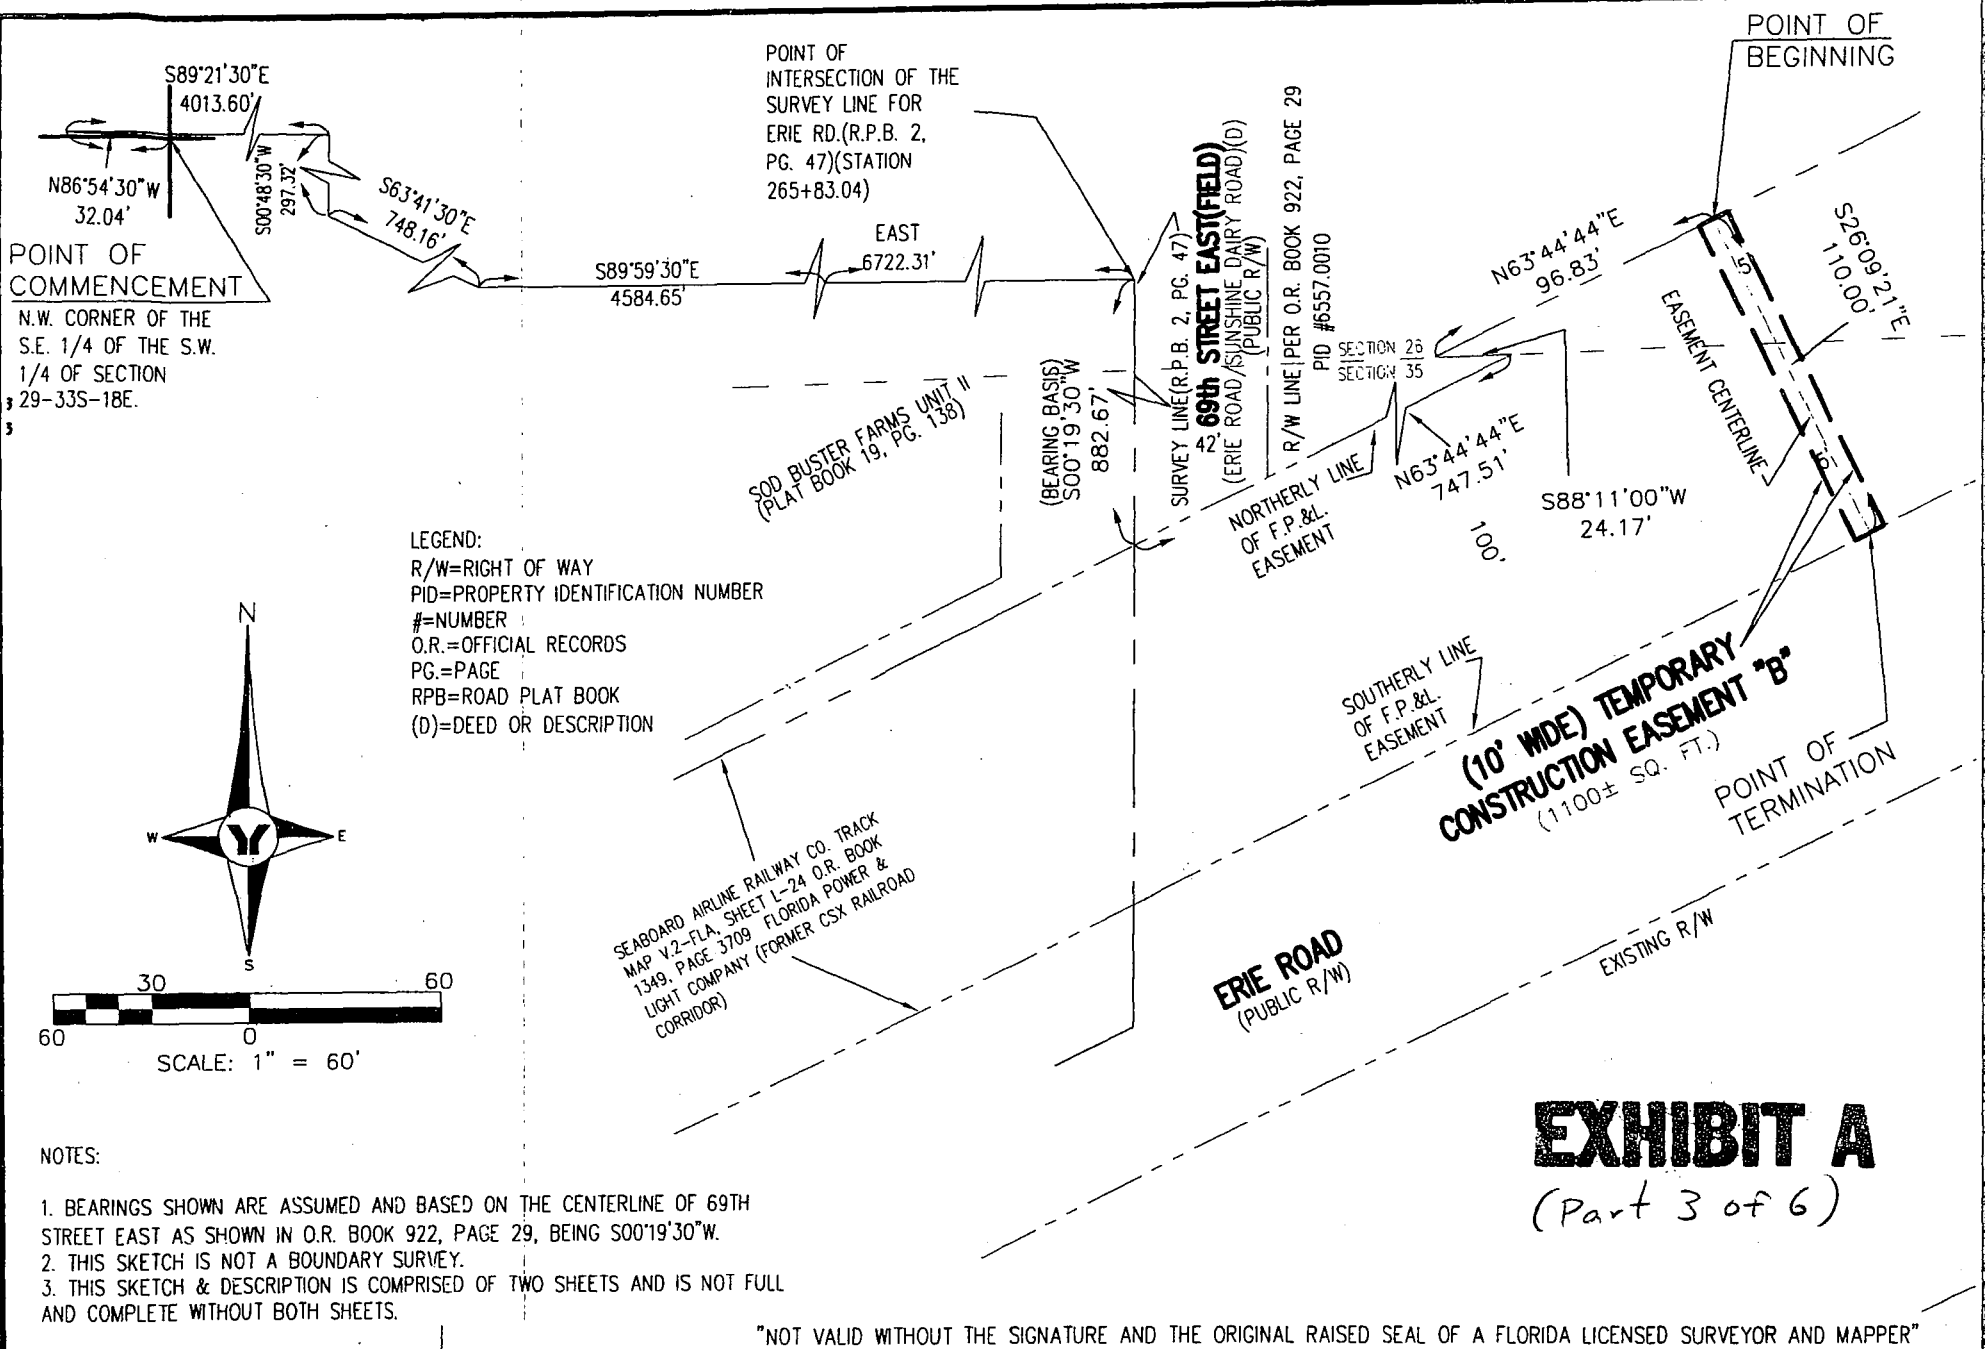 S89°21'30"E
4013.60'
N86°54'30"W
32.04'
S00°48'30"W
297.32'
S63°41'30"E
748.16'
POINT OF
COMMENCEMENT
N.W. CORNER OF THE
S.E. 1/4 OF THE S.W.
1/4 OF SECTION
29-33S-18E.
S89°59'30"E
4584.65'
POINT OF
INTERSECTION OF THE
SURVEY LINE FOR
ERIE RD.(R.P.B. 2,
PG. 47)(STATION
265+83.04)
EAST
6722.31'
(BEARING BASIS)
S00°19'30"W
882.67'
SURVEY LINE(R.P.B. 2, PG. 47)
42'
69th STREET EAST(FIELD)
(ERIE ROAD/SUNSHINE DAIRY ROAD)(D)
(PUBLIC R/W)
R/W LINE PER O.R. BOOK 922, PAGE 29
PID #6557.0010
SECTION 26
SECTION 35
POINT OF
BEGINNING
N63°44'44"E
96.83'
S26°09'21"E
110.00'
5'
5'
EASEMENT CENTERLINE
N63°44'44"E
747.51'
S88°11'00"W
24.17'
100'
NORTHERLY LINE
OF F.P.&L.
EASEMENT
SOD BUSTER FARMS UNIT II
(PLAT BOOK 19, PG. 138)
LEGEND:
R/W=RIGHT OF WAY
PID=PROPERTY IDENTIFICATION NUMBER
#=NUMBER
O.R.=OFFICIAL RECORDS
PG.=PAGE
RPB=ROAD PLAT BOOK
(D)=DEED OR DESCRIPTION
N
W
E
S
SOUTHERLY LINE
OF F.P.&L.
EASEMENT
(10' WIDE) TEMPORARY
CONSTRUCTION EASEMENT "B"
(1100± SQ. FT.)
POINT OF
TERMINATION
SEABOARD AIRLINE RAILWAY CO. TRACK
MAP V.2-FLA, SHEET L-24 O.R. BOOK
1349, PAGE 3709 FLORIDA POWER &
LIGHT COMPANY (FORMER CSX RAILROAD
CORRIDOR)
ERIE ROAD
(PUBLIC R/W)
EXISTING R/W
30
60
60
0
SCALE: 1" = 60'
EXHIBIT A
(Part 3 of 6)
NOTES:
1. BEARINGS SHOWN ARE ASSUMED AND BASED ON THE CENTERLINE OF 69TH
STREET EAST AS SHOWN IN O.R. BOOK 922, PAGE 29, BEING S00°19'30"W.
2. THIS SKETCH IS NOT A BOUNDARY SURVEY.
3. THIS SKETCH & DESCRIPTION IS COMPRISED OF TWO SHEETS AND IS NOT FULL
AND COMPLETE WITHOUT BOTH SHEETS.
"NOT VALID WITHOUT THE SIGNATURE AND THE ORIGINAL RAISED SEAL OF A FLORIDA LICENSED SURVEYOR AND MAPPER"